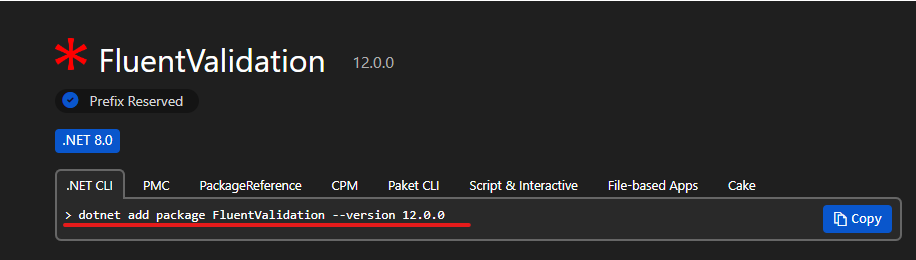 FluentValidation 12.0.0
Prefix Reserved
.NET 8.0
.NET CLI PMC PackageReference CPM Paket CLI Script & Interactive File-based Apps Cake
> dotnet add package FluentValidation --version 12.0.0
Copy